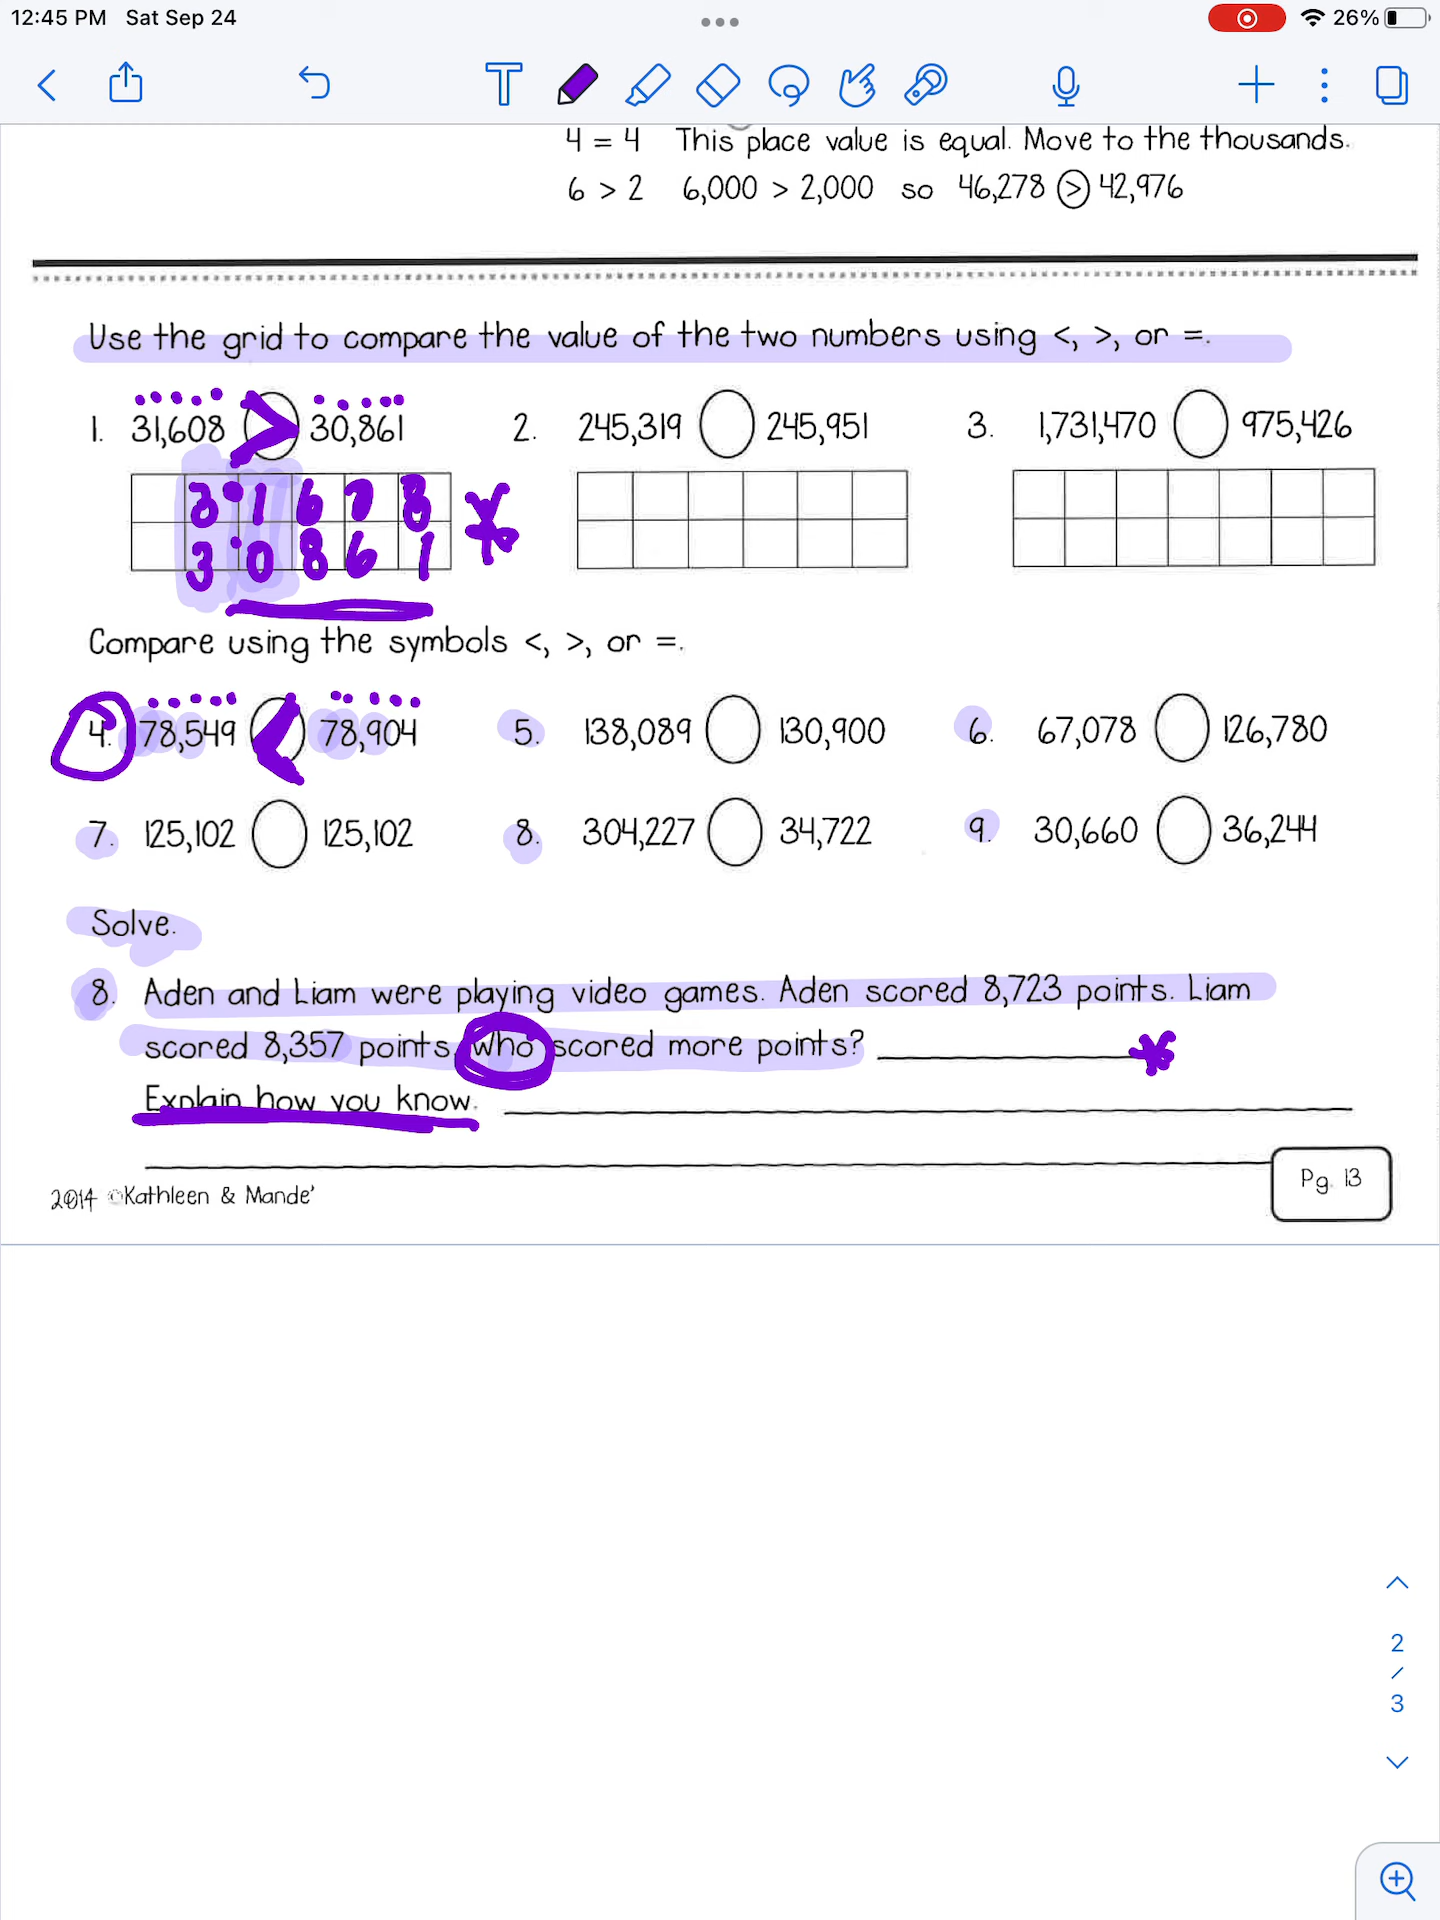 12:45 PM Sat Sep 24
26%
4 = 4 This place value is equal. Move to the thousands.
6 > 2 6,000 > 2,000 so 46,278 > 42,976
Use the grid to compare the value of the two numbers using <, >, or =.
1. 31,608 > 30,861 2. 245,319 245,951 3. 1,731,470 975,426
3 1 6 0 8
3 0 8 6 1
Compare using the symbols <, >, or =.
4. 78,549 < 78,904 5. 138,089 130,900 6. 67,078 126,780
7. 125,102 125,102 8. 304,227 34,722 9. 30,660 36,244
Solve.
8. Aden and Liam were playing video games. Aden scored 8,723 points. Liam
scored 8,357 points. Who scored more points?
Explain how you know.
Pg. 13
2014 ©Kathleen & Mande'
2
/
3